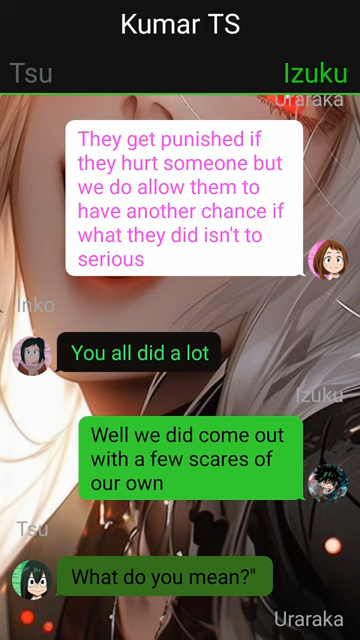 Kumar TS
Tsu Izuku
Uraraka
They get punished if
they hurt someone but
we do allow them to
have another chance if
what they did isn't to
serious
Inko
You all did a lot
Izuku
Well we did come out
with a few scares of
our own
Tsu
What do you mean?"
Uraraka